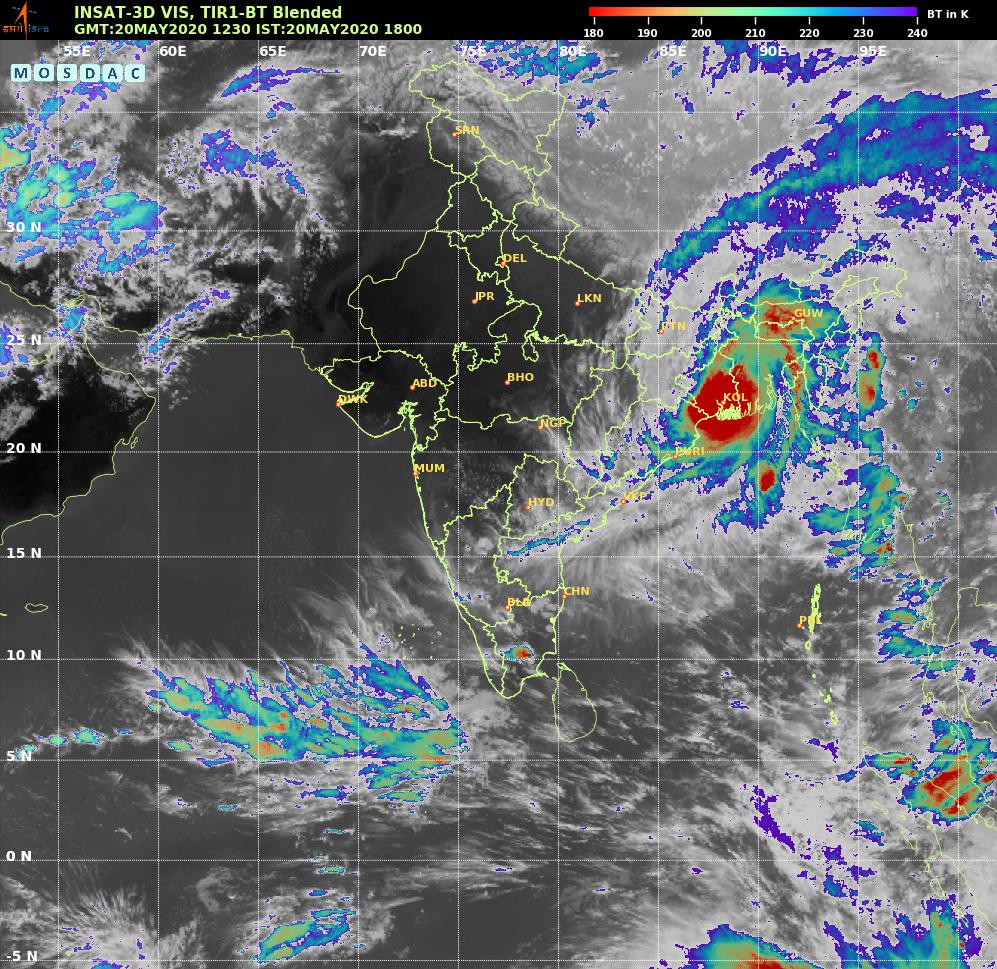 INSAT-3D VIS, TIR1-BT Blended
GMT:20MAY2020 1230 IST:20MAY2020 1800
180 190 200 210 220 230 240 BT in K
55E 60E 65E 70E 75E 80E 85E 90E 95E
M O S D A C
SRN
30 N
DEL
JPR
LKN
GUW
PTN
25 N
BHO
ABD
DWK
KOL
NGP
20 N
PURI
MUM
VKP
HYD
15 N
CHN
BLR
PBL
10 N
5 N
0 N
-5 N